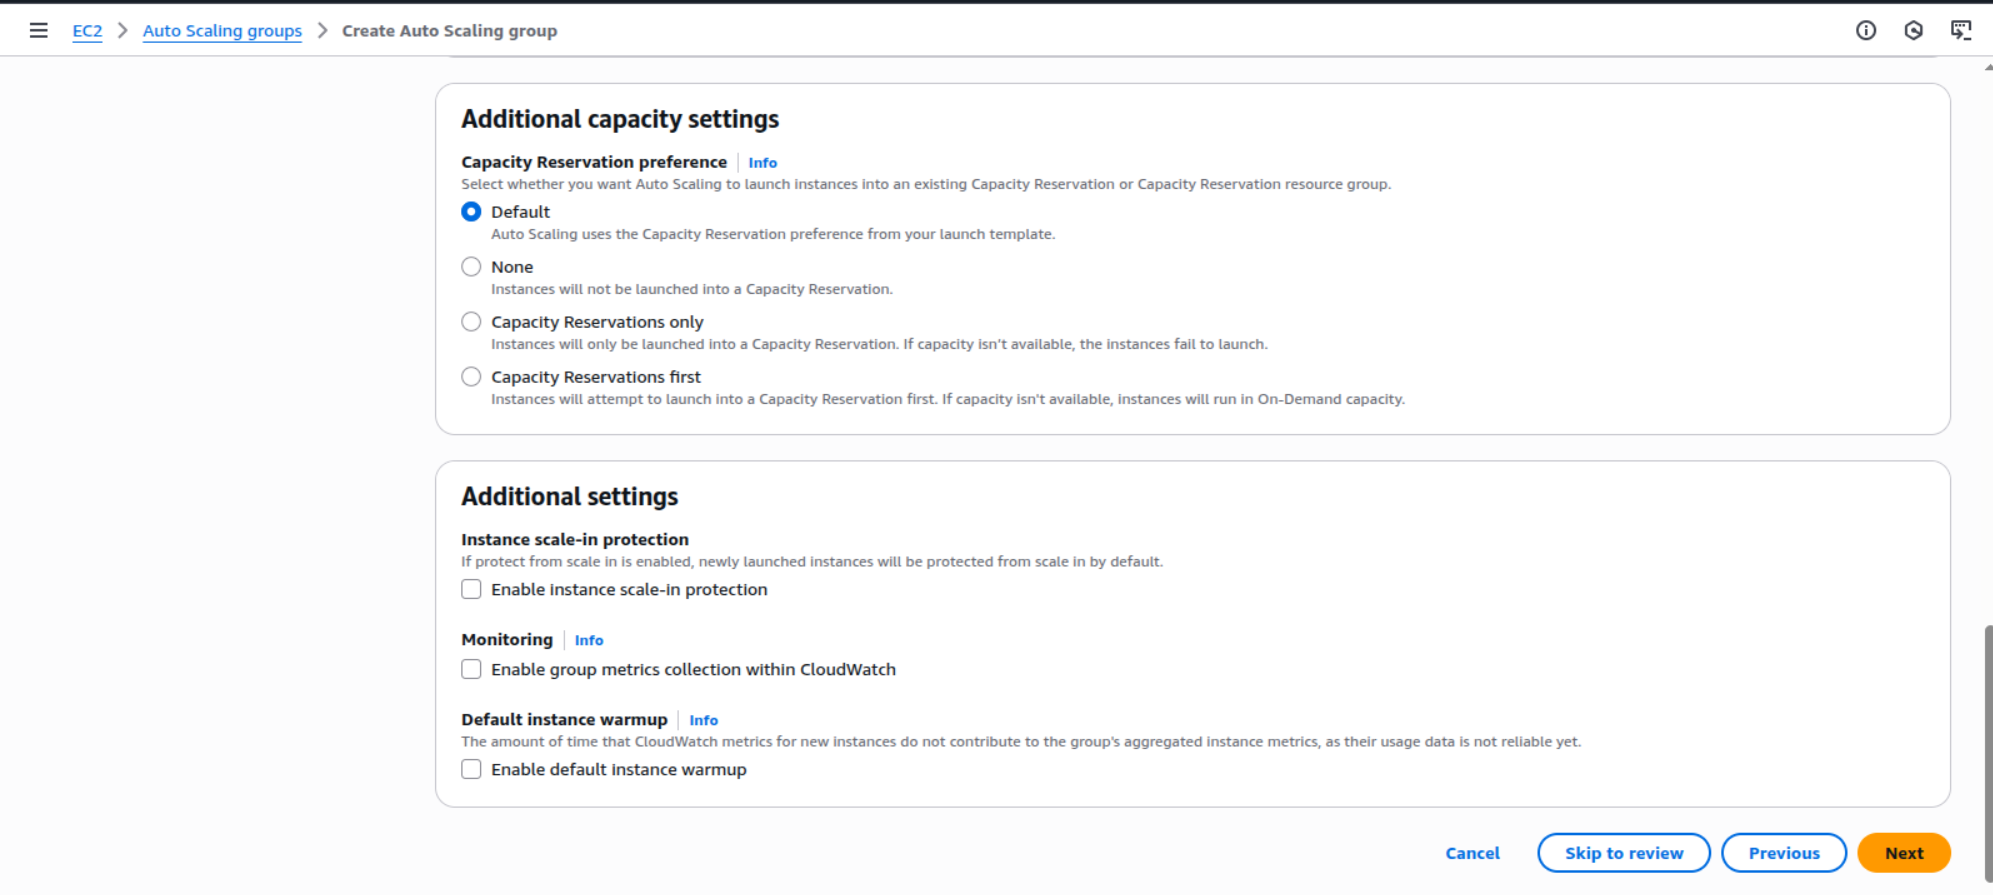 EC2 Auto Scaling groups Create Auto Scaling group
Additional capacity settings
Capacity Reservation preference Info
Select whether you want Auto Scaling to launch instances into an existing Capacity Reservation or Capacity Reservation resource group.
Default
Auto Scaling uses the Capacity Reservation preference from your launch template.
None
Instances will not be launched into a Capacity Reservation.
Capacity Reservations only
Instances will only be launched into a Capacity Reservation. If capacity isn’t available, the instances fail to launch.
Capacity Reservations first
Instances will attempt to launch into a Capacity Reservation first. If capacity isn't available, instances will run in On-Demand capacity.
Additional settings
Instance scale-in protection
If protect from scale in is enabled, newly launched instances will be protected from scale in by default.
Enable instance scale-in protection
Monitoring Info
Enable group metrics collection within CloudWatch
Default instance warmup Info
The amount of time that CloudWatch metrics for new instances do not contribute to the group's aggregated instance metrics, as their usage data is not reliable yet.
Enable default instance warmup
Cancel Skip to review Previous Next